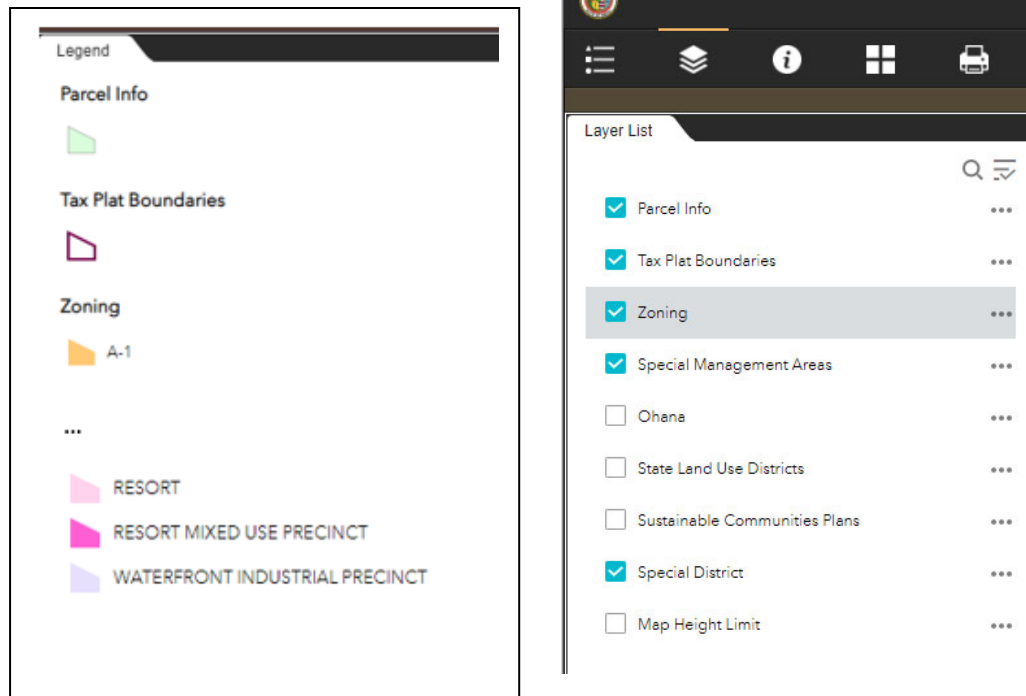 Legend
Parcel Info
Tax Plat Boundaries
Zoning
A-1
...
RESORT
RESORT MIXED USE PRECINCT
WATERFRONT INDUSTRIAL PRECINCT
Layer List
Parcel Info
Tax Plat Boundaries
Zoning
Special Management Areas
Ohana
State Land Use Districts
Sustainable Communities Plans
Special District
Map Height Limit